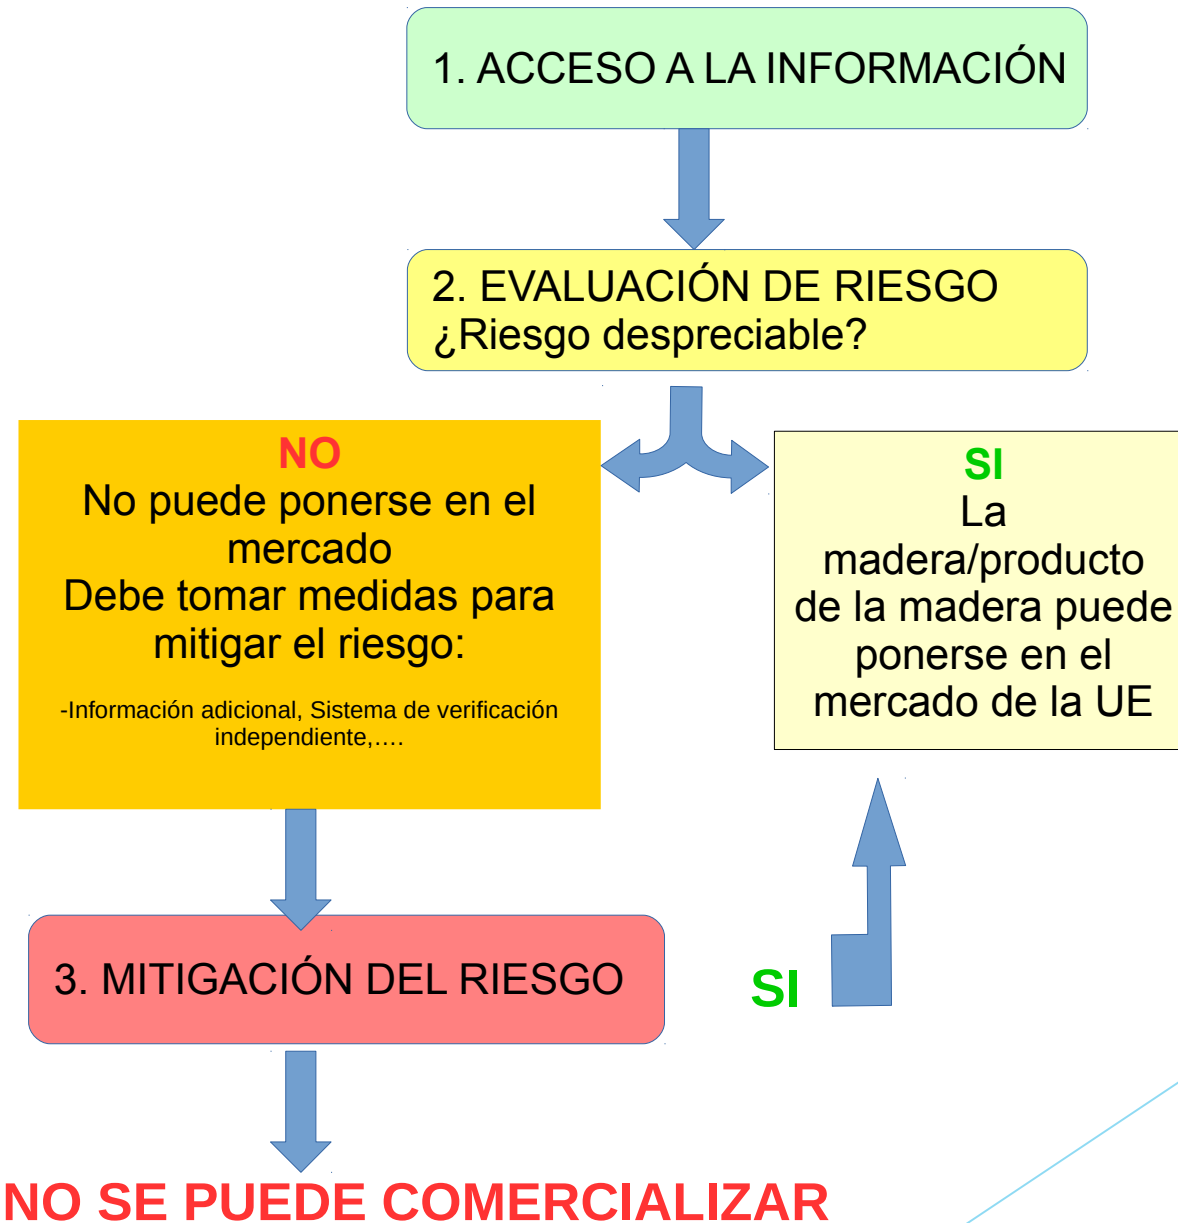 1. ACCESO A LA INFORMACIÓN
2. EVALUACIÓN DE RIESGO
¿Riesgo despreciable?
NO
No puede ponerse en el
mercado
Debe tomar medidas para
mitigar el riesgo:
-Información adicional, Sistema de verificación
independiente,....
SI
La
madera/producto
de la madera puede
ponerse en el
mercado de la UE
3. MITIGACIÓN DEL RIESGO
SI
NO SE PUEDE COMERCIALIZAR